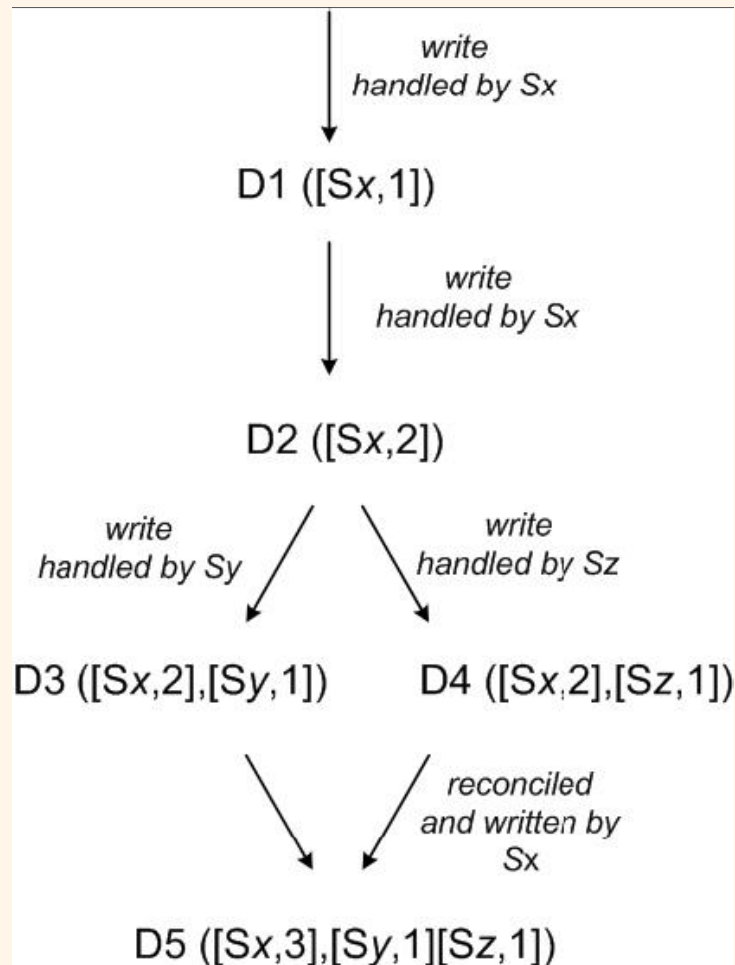 write
handled by Sx
D1 ([Sx,1])
write
handled by Sx
D2 ([Sx,2])
write
handled by Sy
write
handled by Sz
D3 ([Sx,2],[Sy,1])
D4 ([Sx,2],[Sz,1])
reconciled
and written by
Sx
D5 ([Sx,3],[Sy,1][Sz,1])